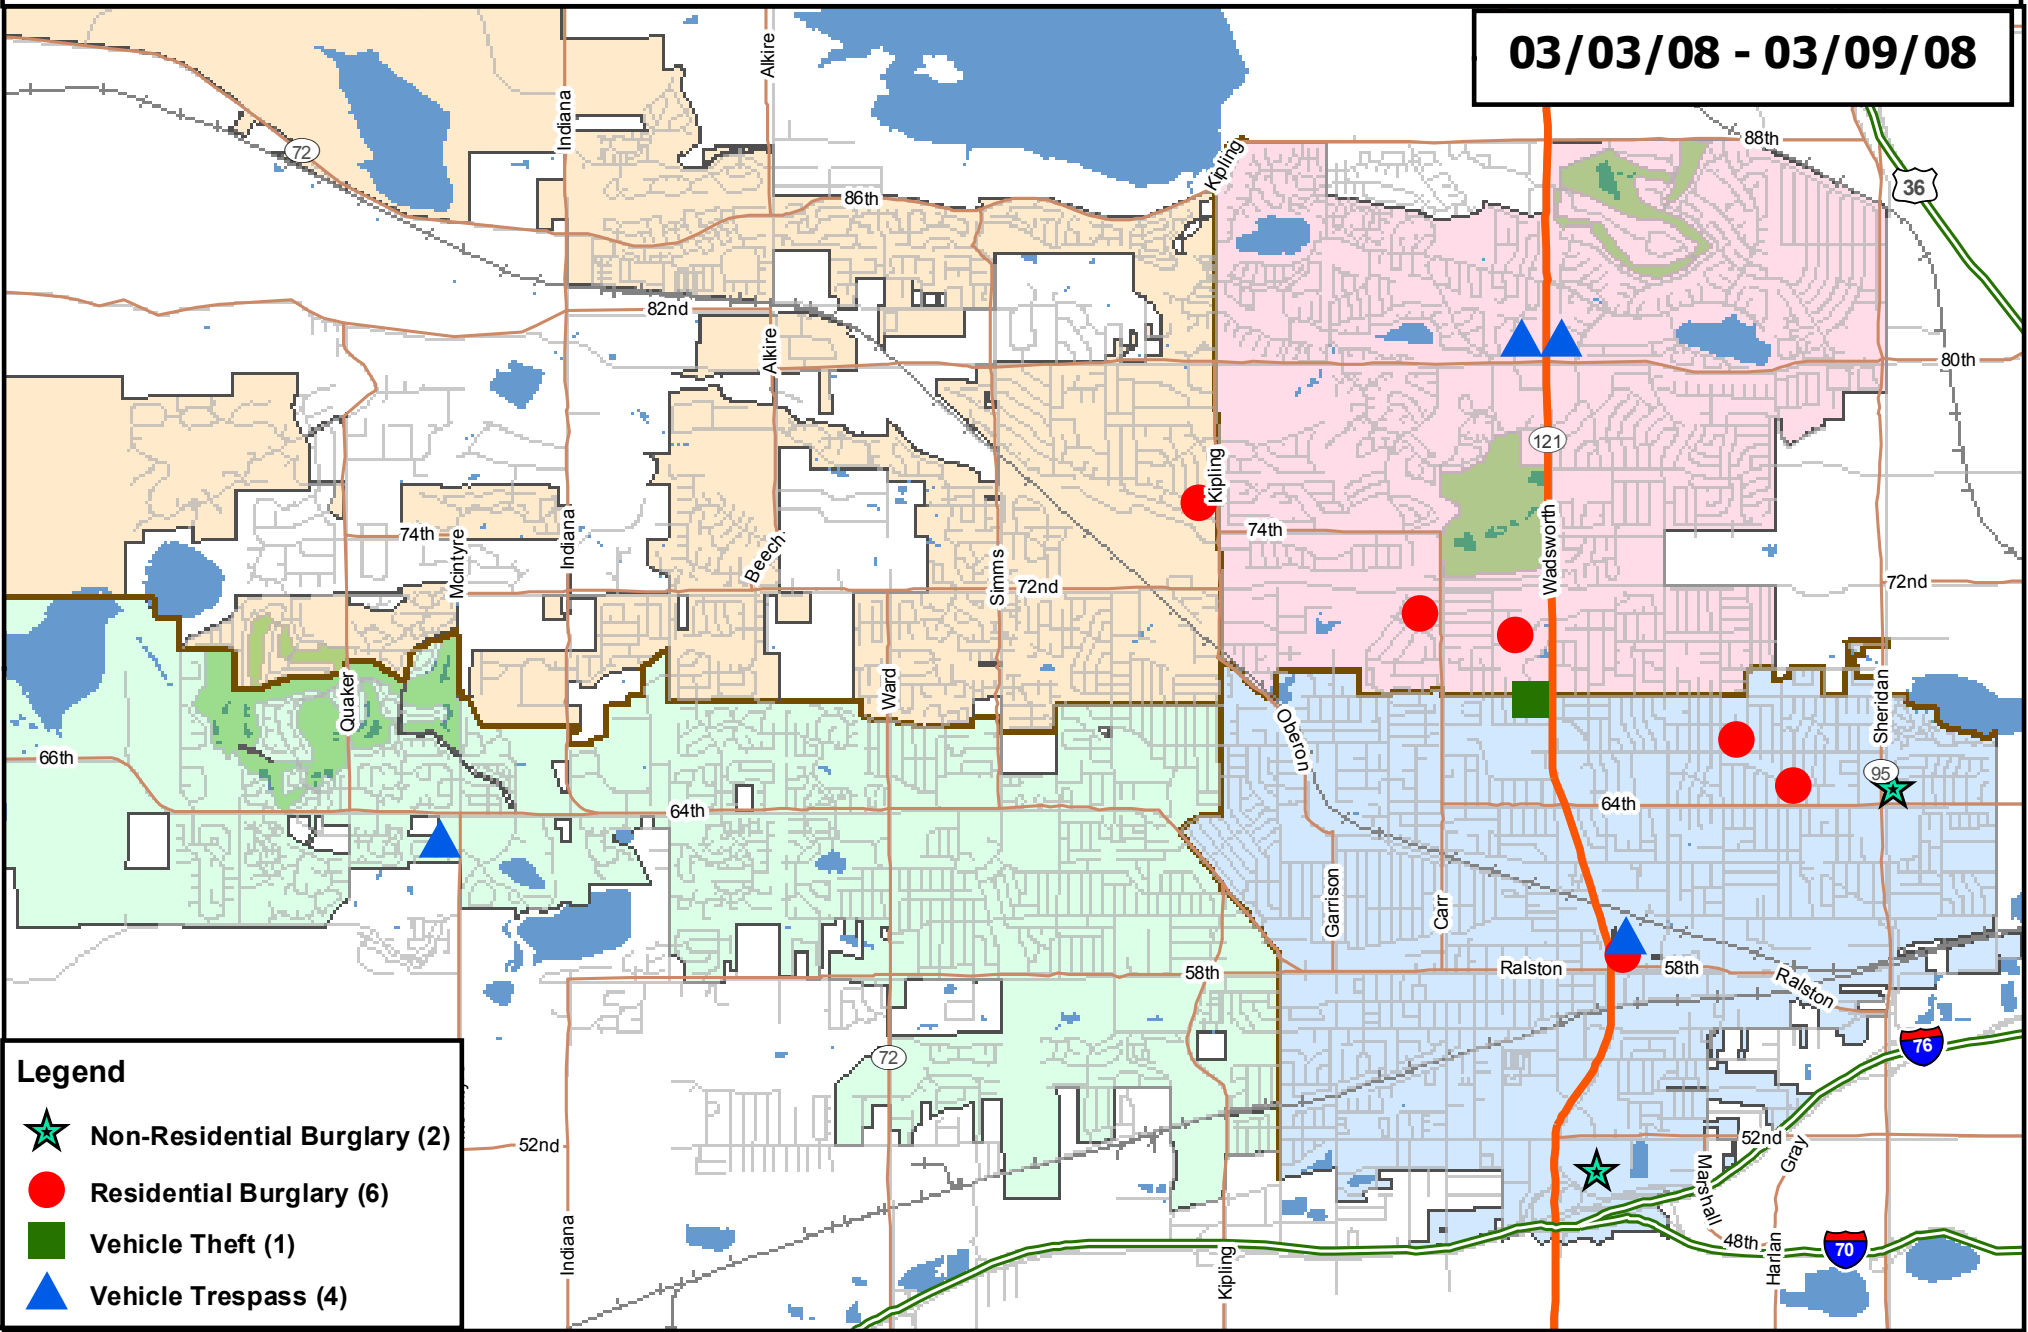 03/03/08 - 03/09/08
Alkire
Indiana
88th
72
Kipling
36
86th
82nd
Alkire
80th
121
Kipling
74th
Mcintyre
Indiana
Beech
74th
Wadsworth
Simms
72nd
72nd
Quaker
Ward
Sheridan
Oberon
66th
95
64th
64th
Garrison
Carr
58th
Ralston
58th
Ralston
72
76
52nd
52nd
Gray
Marshall
Indiana
Kipling
48th
Harlan
70
Legend
Non-Residential Burglary (2)
Residential Burglary (6)
Vehicle Theft (1)
Vehicle Trespass (4)